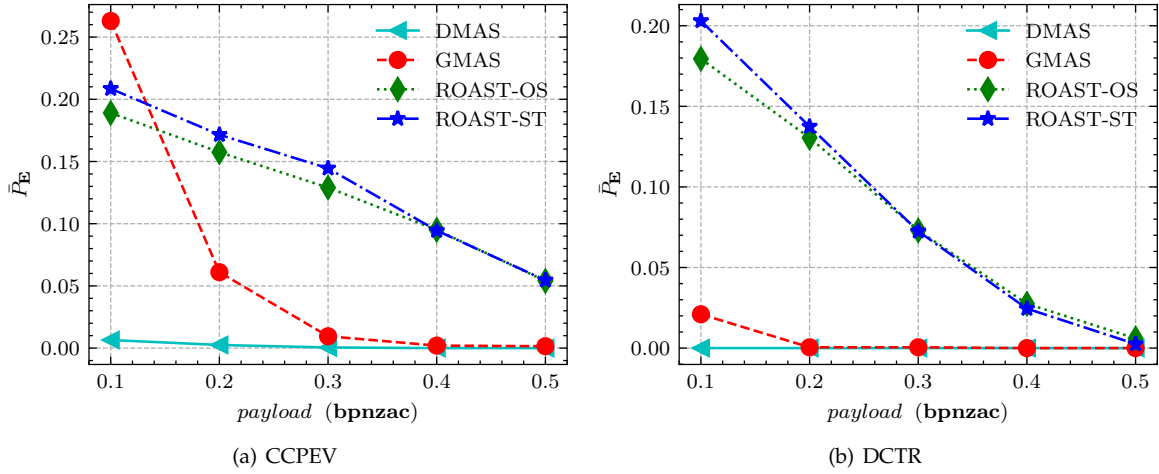 DMAS
GMAS
ROAST-OS
ROAST-ST
0.25
0.20
0.15
0.10
0.05
0.00
P̄_E
0.1 0.2 0.3 0.4 0.5
payload (bpnzac)
(a) CCPEV
DMAS
GMAS
ROAST-OS
ROAST-ST
0.20
0.15
0.10
0.05
0.00
P̄_E
0.1 0.2 0.3 0.4 0.5
payload (bpnzac)
(b) DCTR